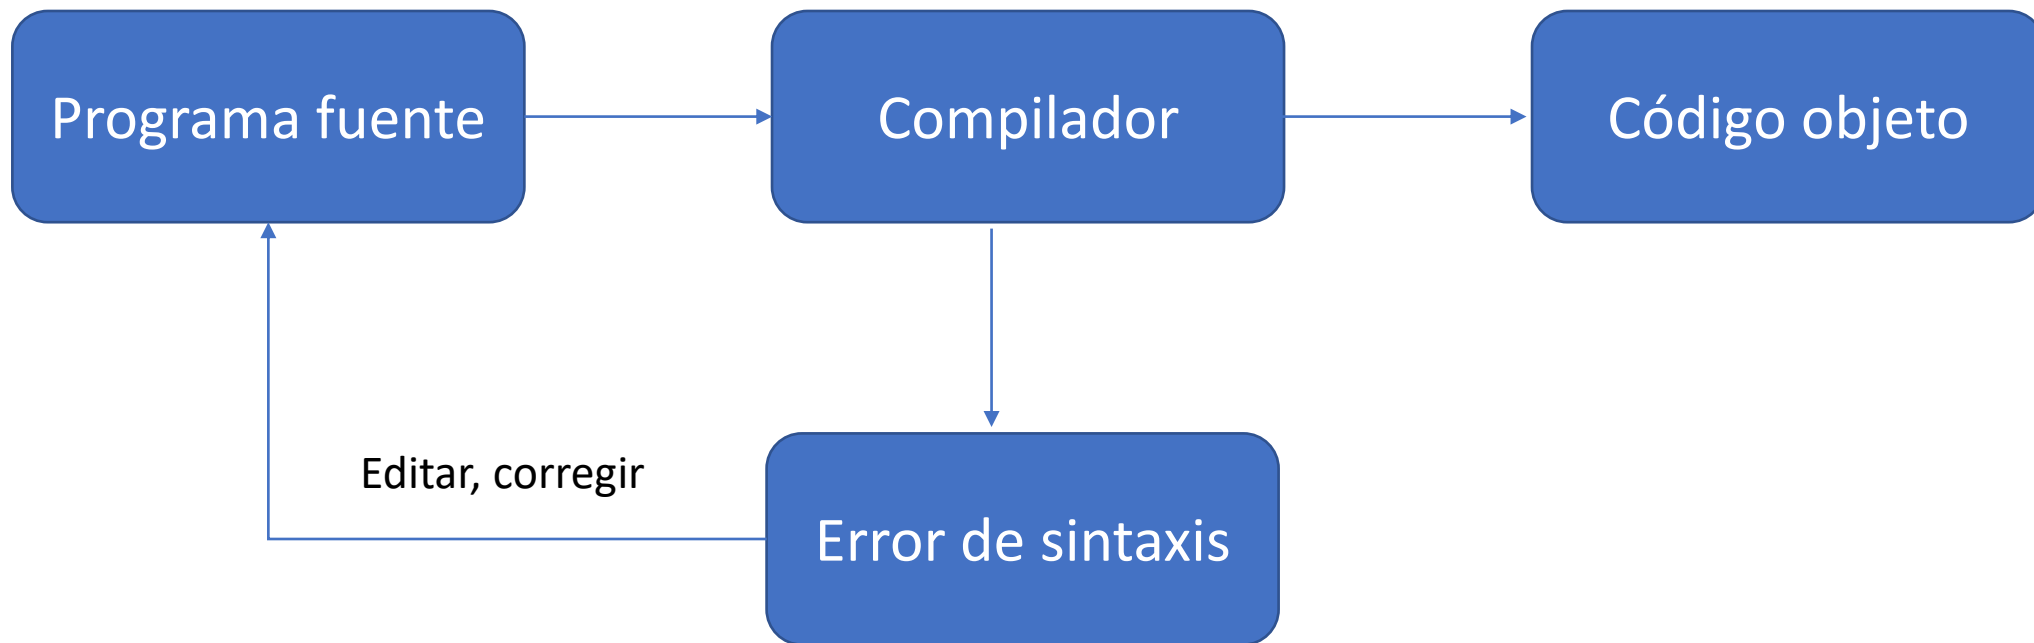 Programa fuente
Compilador
Código objeto
Editar, corregir
Error de sintaxis